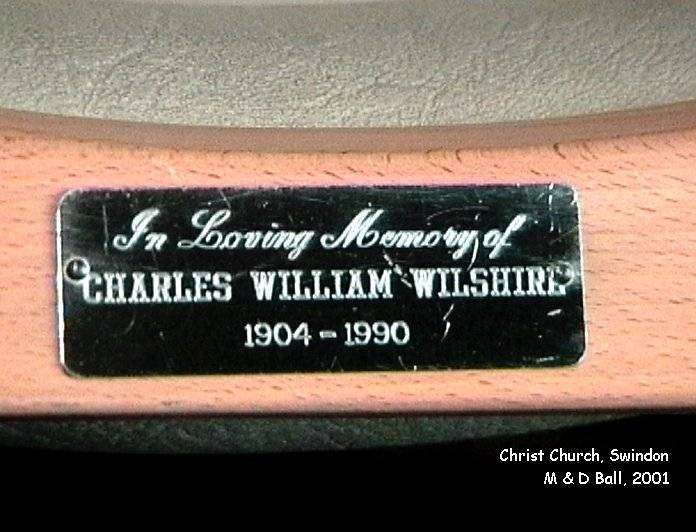 In Loving Memory of
CHARLES WILLIAM WILSHIRE
1904 - 1990
Christ Church, Swindon
M & D Ball, 2001